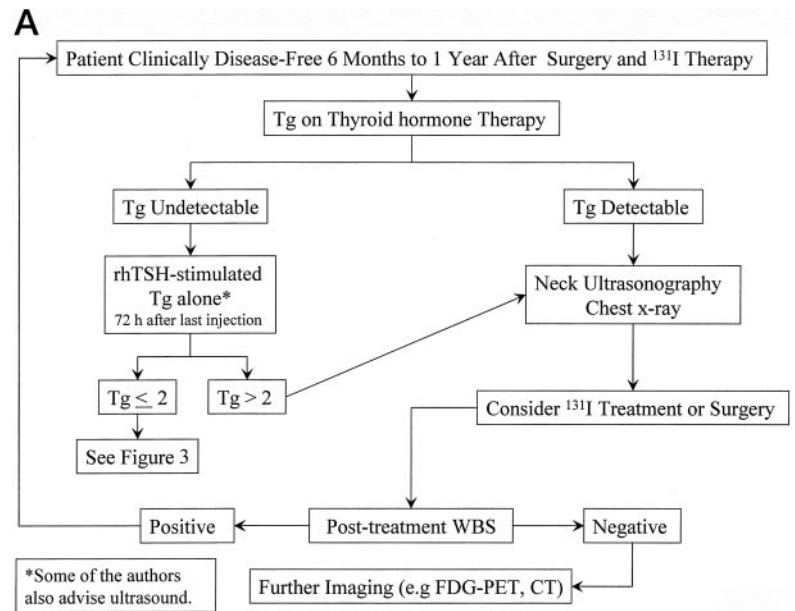 A
Patient Clinically Disease-Free 6 Months to 1 Year After Surgery and ¹³¹I Therapy
Tg on Thyroid hormone Therapy
Tg Undetectable
Tg Detectable
rhTSH-stimulated
Tg alone*
72 h after last injection
Neck Ultrasonography
Chest x-ray
Tg ≤ 2
Tg > 2
Consider ¹³¹I Treatment or Surgery
See Figure 3
Positive
Post-treatment WBS
Negative
*Some of the authors
also advise ultrasound.
Further Imaging (e.g FDG-PET, CT)